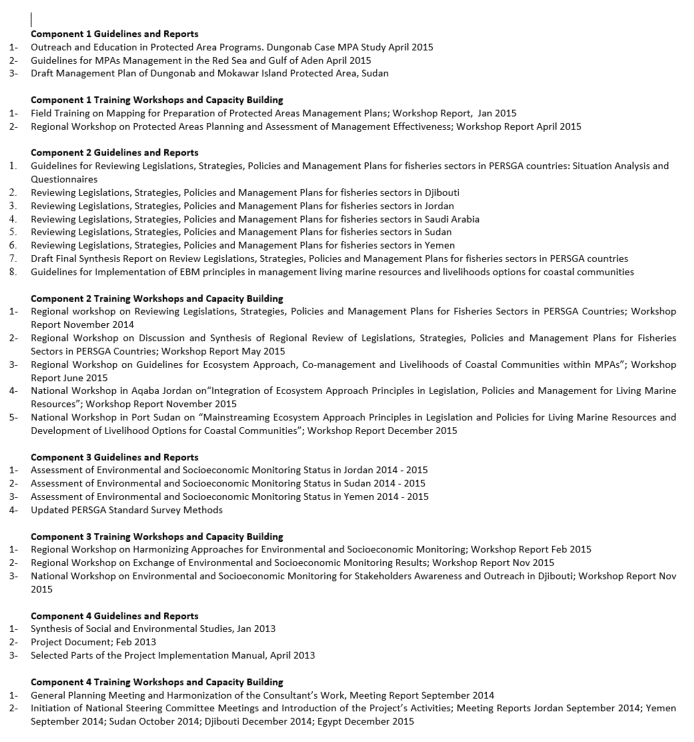 Component 1 Guidelines and Reports
1- Outreach and Education in Protected Area Programs. Dungonab Case MPA Study April 2015
2- Guidelines for MPAs Management in the Red Sea and Gulf of Aden April 2015
3- Draft Management Plan of Dungonab and Mokawar Island Protected Area, Sudan
Component 1 Training Workshops and Capacity Building
1- Field Training on Mapping for Preparation of Protected Areas Management Plans; Workshop Report, Jan 2015
2- Regional Workshop on Protected Areas Planning and Assessment of Management Effectiveness; Workshop Report April 2015
Component 2 Guidelines and Reports
1. Guidelines for Reviewing Legislations, Strategies, Policies and Management Plans for fisheries sectors in PERSGA countries: Situation Analysis and
Questionnaires
2. Reviewing Legislations, Strategies, Policies and Management Plans for fisheries sectors in Djibouti
3. Reviewing Legislations, Strategies, Policies and Management Plans for fisheries sectors in Jordan
4. Reviewing Legislations, Strategies, Policies and Management Plans for fisheries sectors in Saudi Arabia
5. Reviewing Legislations, Strategies, Policies and Management Plans for fisheries sectors in Sudan
6. Reviewing Legislations, Strategies, Policies and Management Plans for fisheries sectors in Yemen
7. Draft Final Synthesis Report on Review Legislations, Strategies, Policies and Management Plans for fisheries sectors in PERSGA countries
8. Guidelines for Implementation of EBM principles in management living marine resources and livelihoods options for coastal communities
Component 2 Training Workshops and Capacity Building
1- Regional workshop on Reviewing Legislations, Strategies, Policies and Management Plans for Fisheries Sectors in PERSGA Countries; Workshop
Report November 2014
2- Regional Workshop on Discussion and Synthesis of Regional Review of Legislations, Strategies, Policies and Management Plans for Fisheries
Sectors in PERSGA Countries; Workshop Report May 2015
3- Regional Workshop on Guidelines for Ecosystem Approach, Co-management and Livelihoods of Coastal Communities within MPAs”; Workshop
Report June 2015
4- National Workshop in Aqaba Jordan on“Integration of Ecosystem Approach Principles in Legislation, Policies and Management for Living Marine
Resources”; Workshop Report November 2015
5- National Workshop in Port Sudan on “Mainstreaming Ecosystem Approach Principles in Legislation and Policies for Living Marine Resources and
Development of Livelihood Options for Coastal Communities”; Workshop Report December 2015
Component 3 Guidelines and Reports
1- Assessment of Environmental and Socioeconomic Monitoring Status in Jordan 2014 - 2015
2- Assessment of Environmental and Socioeconomic Monitoring Status in Sudan 2014 - 2015
3- Assessment of Environmental and Socioeconomic Monitoring Status in Yemen 2014 - 2015
4- Updated PERSGA Standard Survey Methods
Component 3 Training Workshops and Capacity Building
1- Regional Workshop on Harmonizing Approaches for Environmental and Socioeconomic Monitoring; Workshop Report Feb 2015
2- Regional Workshop on Exchange of Environmental and Socioeconomic Monitoring Results; Workshop Report Nov 2015
3- National Workshop on Environmental and Socioeconomic Monitoring for Stakeholders Awareness and Outreach in Djibouti; Workshop Report Nov
2015
Component 4 Guidelines and Reports
1- Synthesis of Social and Environmental Studies, Jan 2013
2- Project Document; Feb 2013
3- Selected Parts of the Project Implementation Manual, April 2013
Component 4 Training Workshops and Capacity Building
1- General Planning Meeting and Harmonization of the Consultant’s Work, Meeting Report September 2014
2- Initiation of National Steering Committee Meetings and Introduction of the Project’s Activities; Meeting Reports Jordan September 2014; Yemen
September 2014; Sudan October 2014; Djibouti December 2014; Egypt December 2015